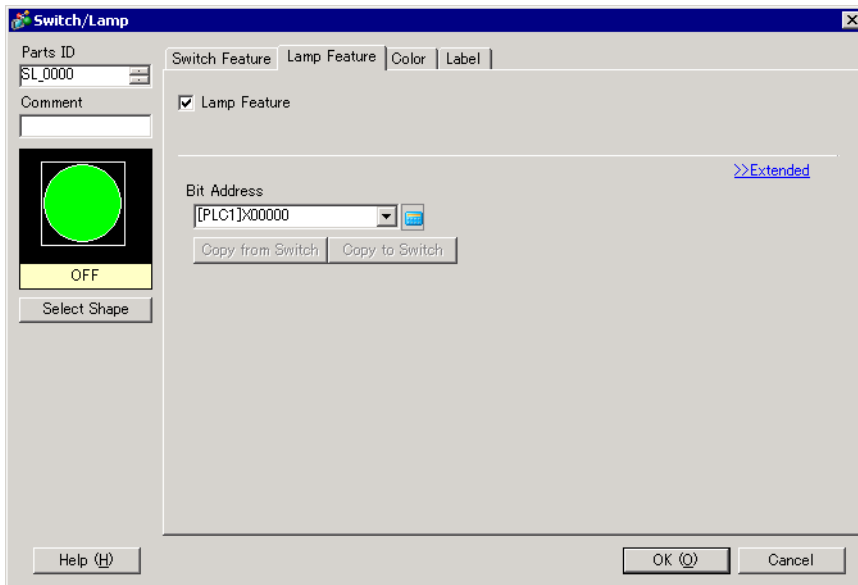 Switch/Lamp
Parts ID
SL_0000
Comment
OFF
Select Shape
Switch Feature Lamp Feature Color Label
Lamp Feature
>>Extended
Bit Address
[PLC1]X00000
Copy from Switch Copy to Switch
Help (H) OK (O) Cancel